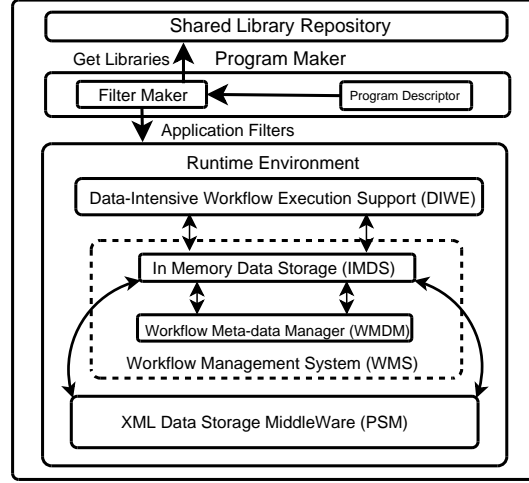 Shared Library Repository
Get Libraries
Program Maker
Filter Maker
Program Descriptor
Application Filters
Runtime Environment
Data-Intensive Workflow Execution Support (DIWE)
In Memory Data Storage (IMDS)
Workflow Meta-data Manager (WMDM)
Workflow Management System (WMS)
XML Data Storage MiddleWare (PSM)